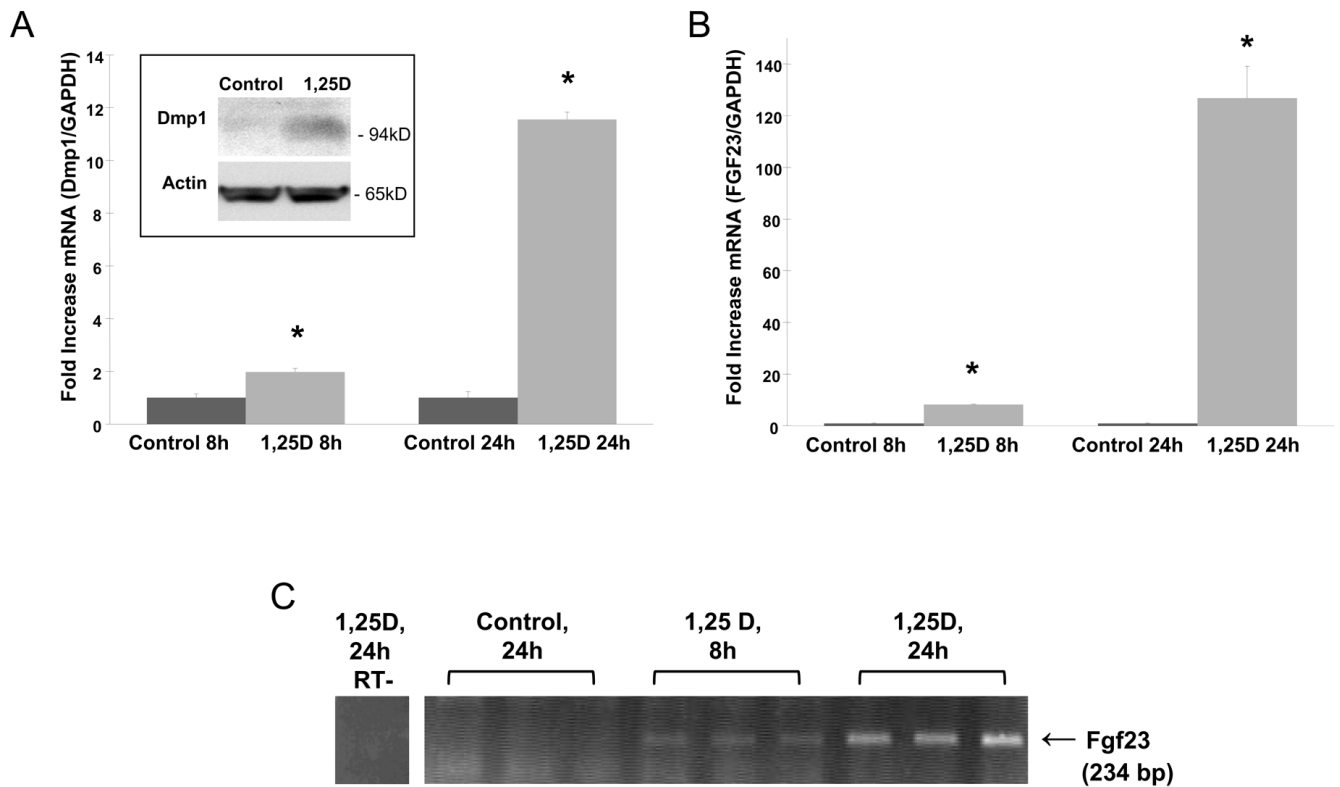 A
Fold Increase mRNA (Dmp1/GAPDH)
14
12
10
8
6
4
2
0
Control 1,25D
Dmp1
- 94kD
Actin
- 65kD
*
*
Control 8h 1,25D 8h Control 24h 1,25D 24h
B
Fold Increase mRNA (FGF23/GAPDH)
140
120
100
80
60
40
20
0
*
*
Control 8h 1,25D 8h Control 24h 1,25D 24h
C
1,25D,
24h
RT-
Control,
24h
1,25 D,
8h
1,25D,
24h
← Fgf23
(234 bp)